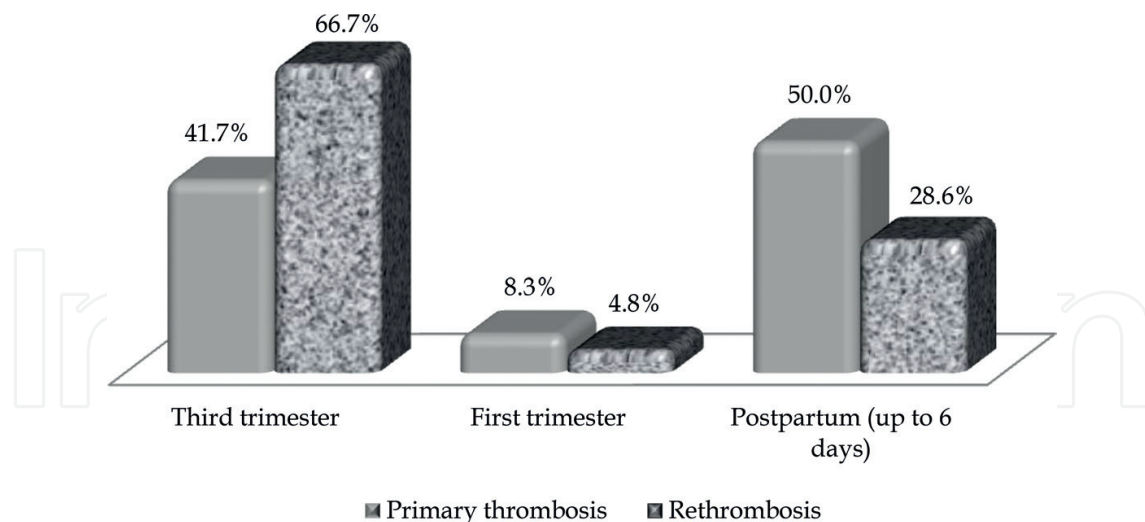 66.7%
50.0%
41.7%
28.6%
8.3%
4.8%
Third trimester
First trimester
Postpartum (up to 6
days)
Primary thrombosis
Rethrombosis